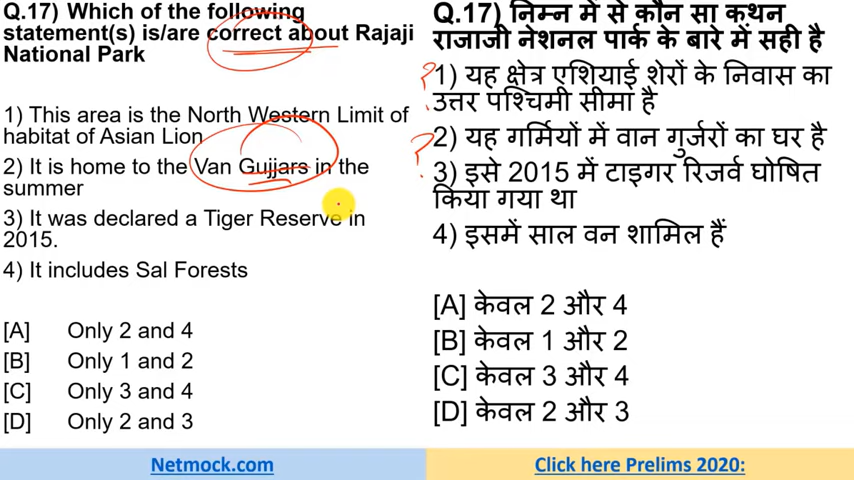 Q.17) Which of the following
statement(s) is/are correct about Rajaji
National Park
1) This area is the North Western Limit of
habitat of Asian Lion
2) It is home to the Van Gujjars in the
summer
3) It was declared a Tiger Reserve in
2015.
4) It includes Sal Forests
[A] Only 2 and 4
[B] Only 1 and 2
[C] Only 3 and 4
[D] Only 2 and 3
Q.17) निम्न में से कौन सा कथन
राजाजी नेशनल पार्क के बारे में सही है
1) यह क्षेत्र एशियाई शेरों के निवास का
उत्तर पश्चिमी सीमा है
2) यह गर्मियों में वान गुर्जरों का घर है
3) इसे 2015 में टाइगर रिजर्व घोषित
किया गया था
4) इसमें साल वन शामिल हैं
[A] केवल 2 और 4
[B] केवल 1 और 2
[C] केवल 3 और 4
[D] केवल 2 और 3
Netmock.com
Click here Prelims 2020: